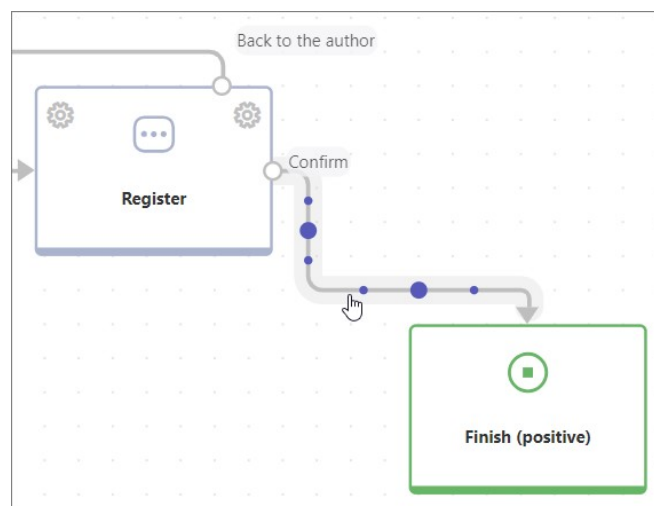 Back to the author
Confirm
Register
Finish (positive)